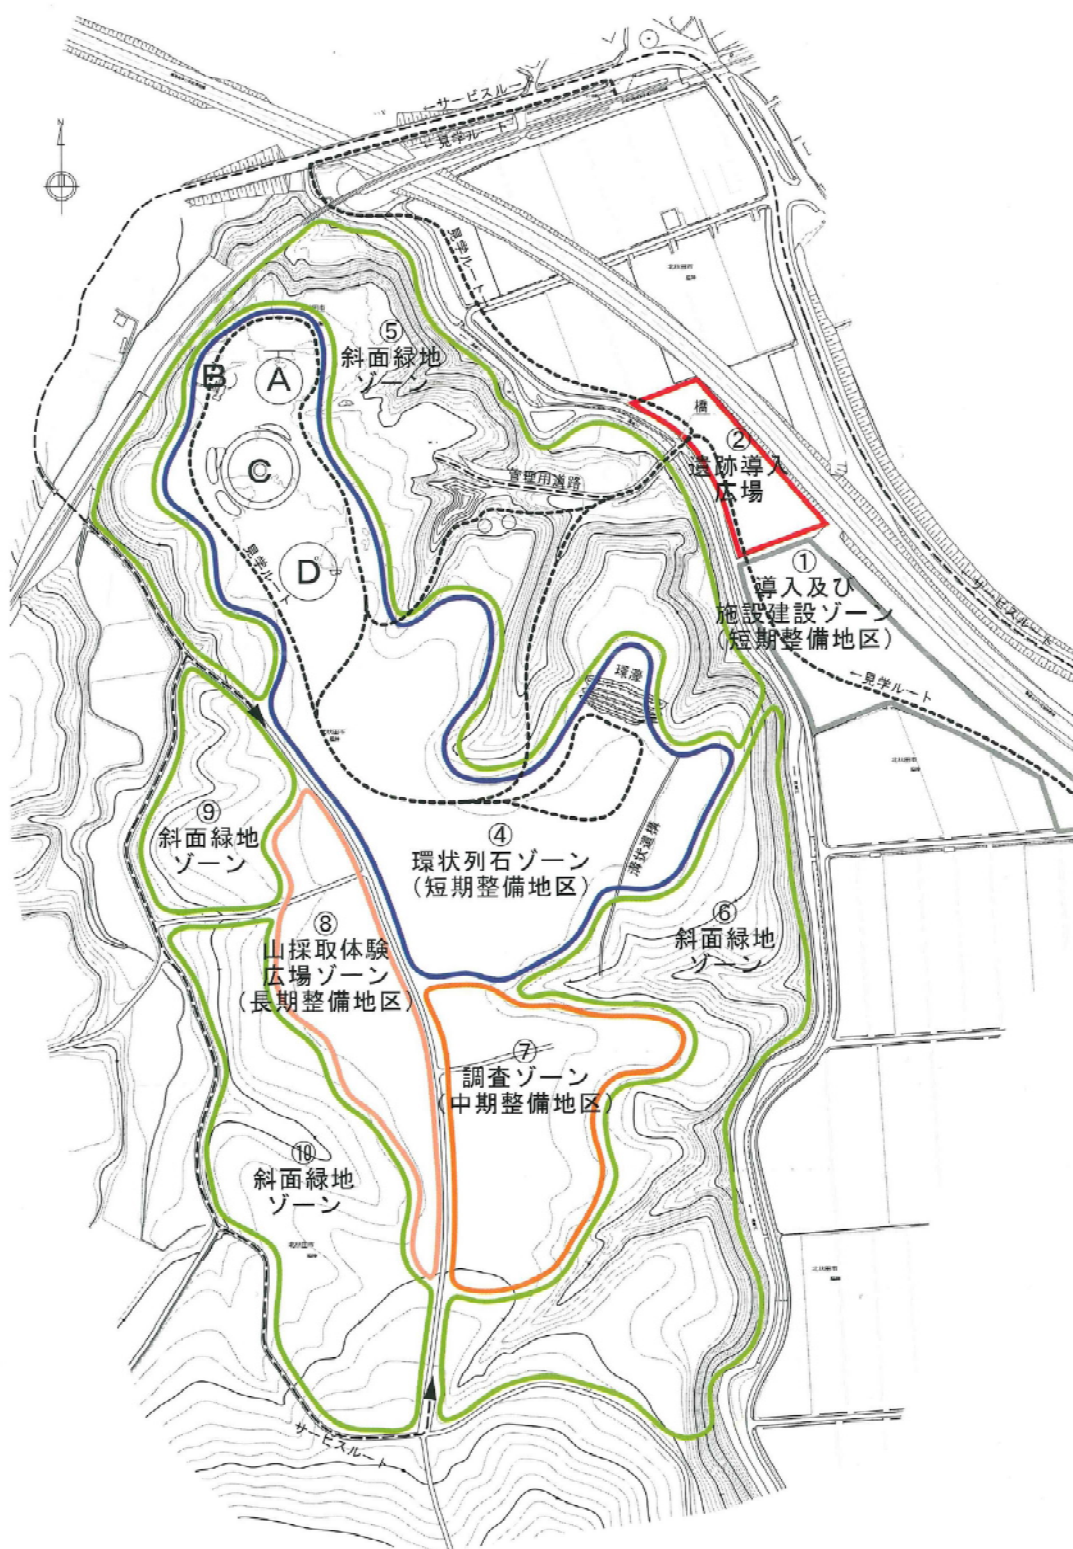 ←サービスルート
←見学ルート
N
見学ルート
⑤
斜面緑地
ゾーン
B
A
橋
②
遺跡導入
広場
C
管理用道路
①
導入及び
施設建設ゾーン
(短期整備地区)
サービスルート
D
見学ルート
環濠
←見学ルート
④
環状列石ゾーン
(短期整備地区)
溝状遺構
⑨
斜面緑地
ゾーン
⑥
斜面緑地
ゾーン
⑧
山採取体験
広場ゾーン
(長期整備地区)
⑦
調査ゾーン
(中期整備地区)
⑩
斜面緑地
ゾーン
サービスルート